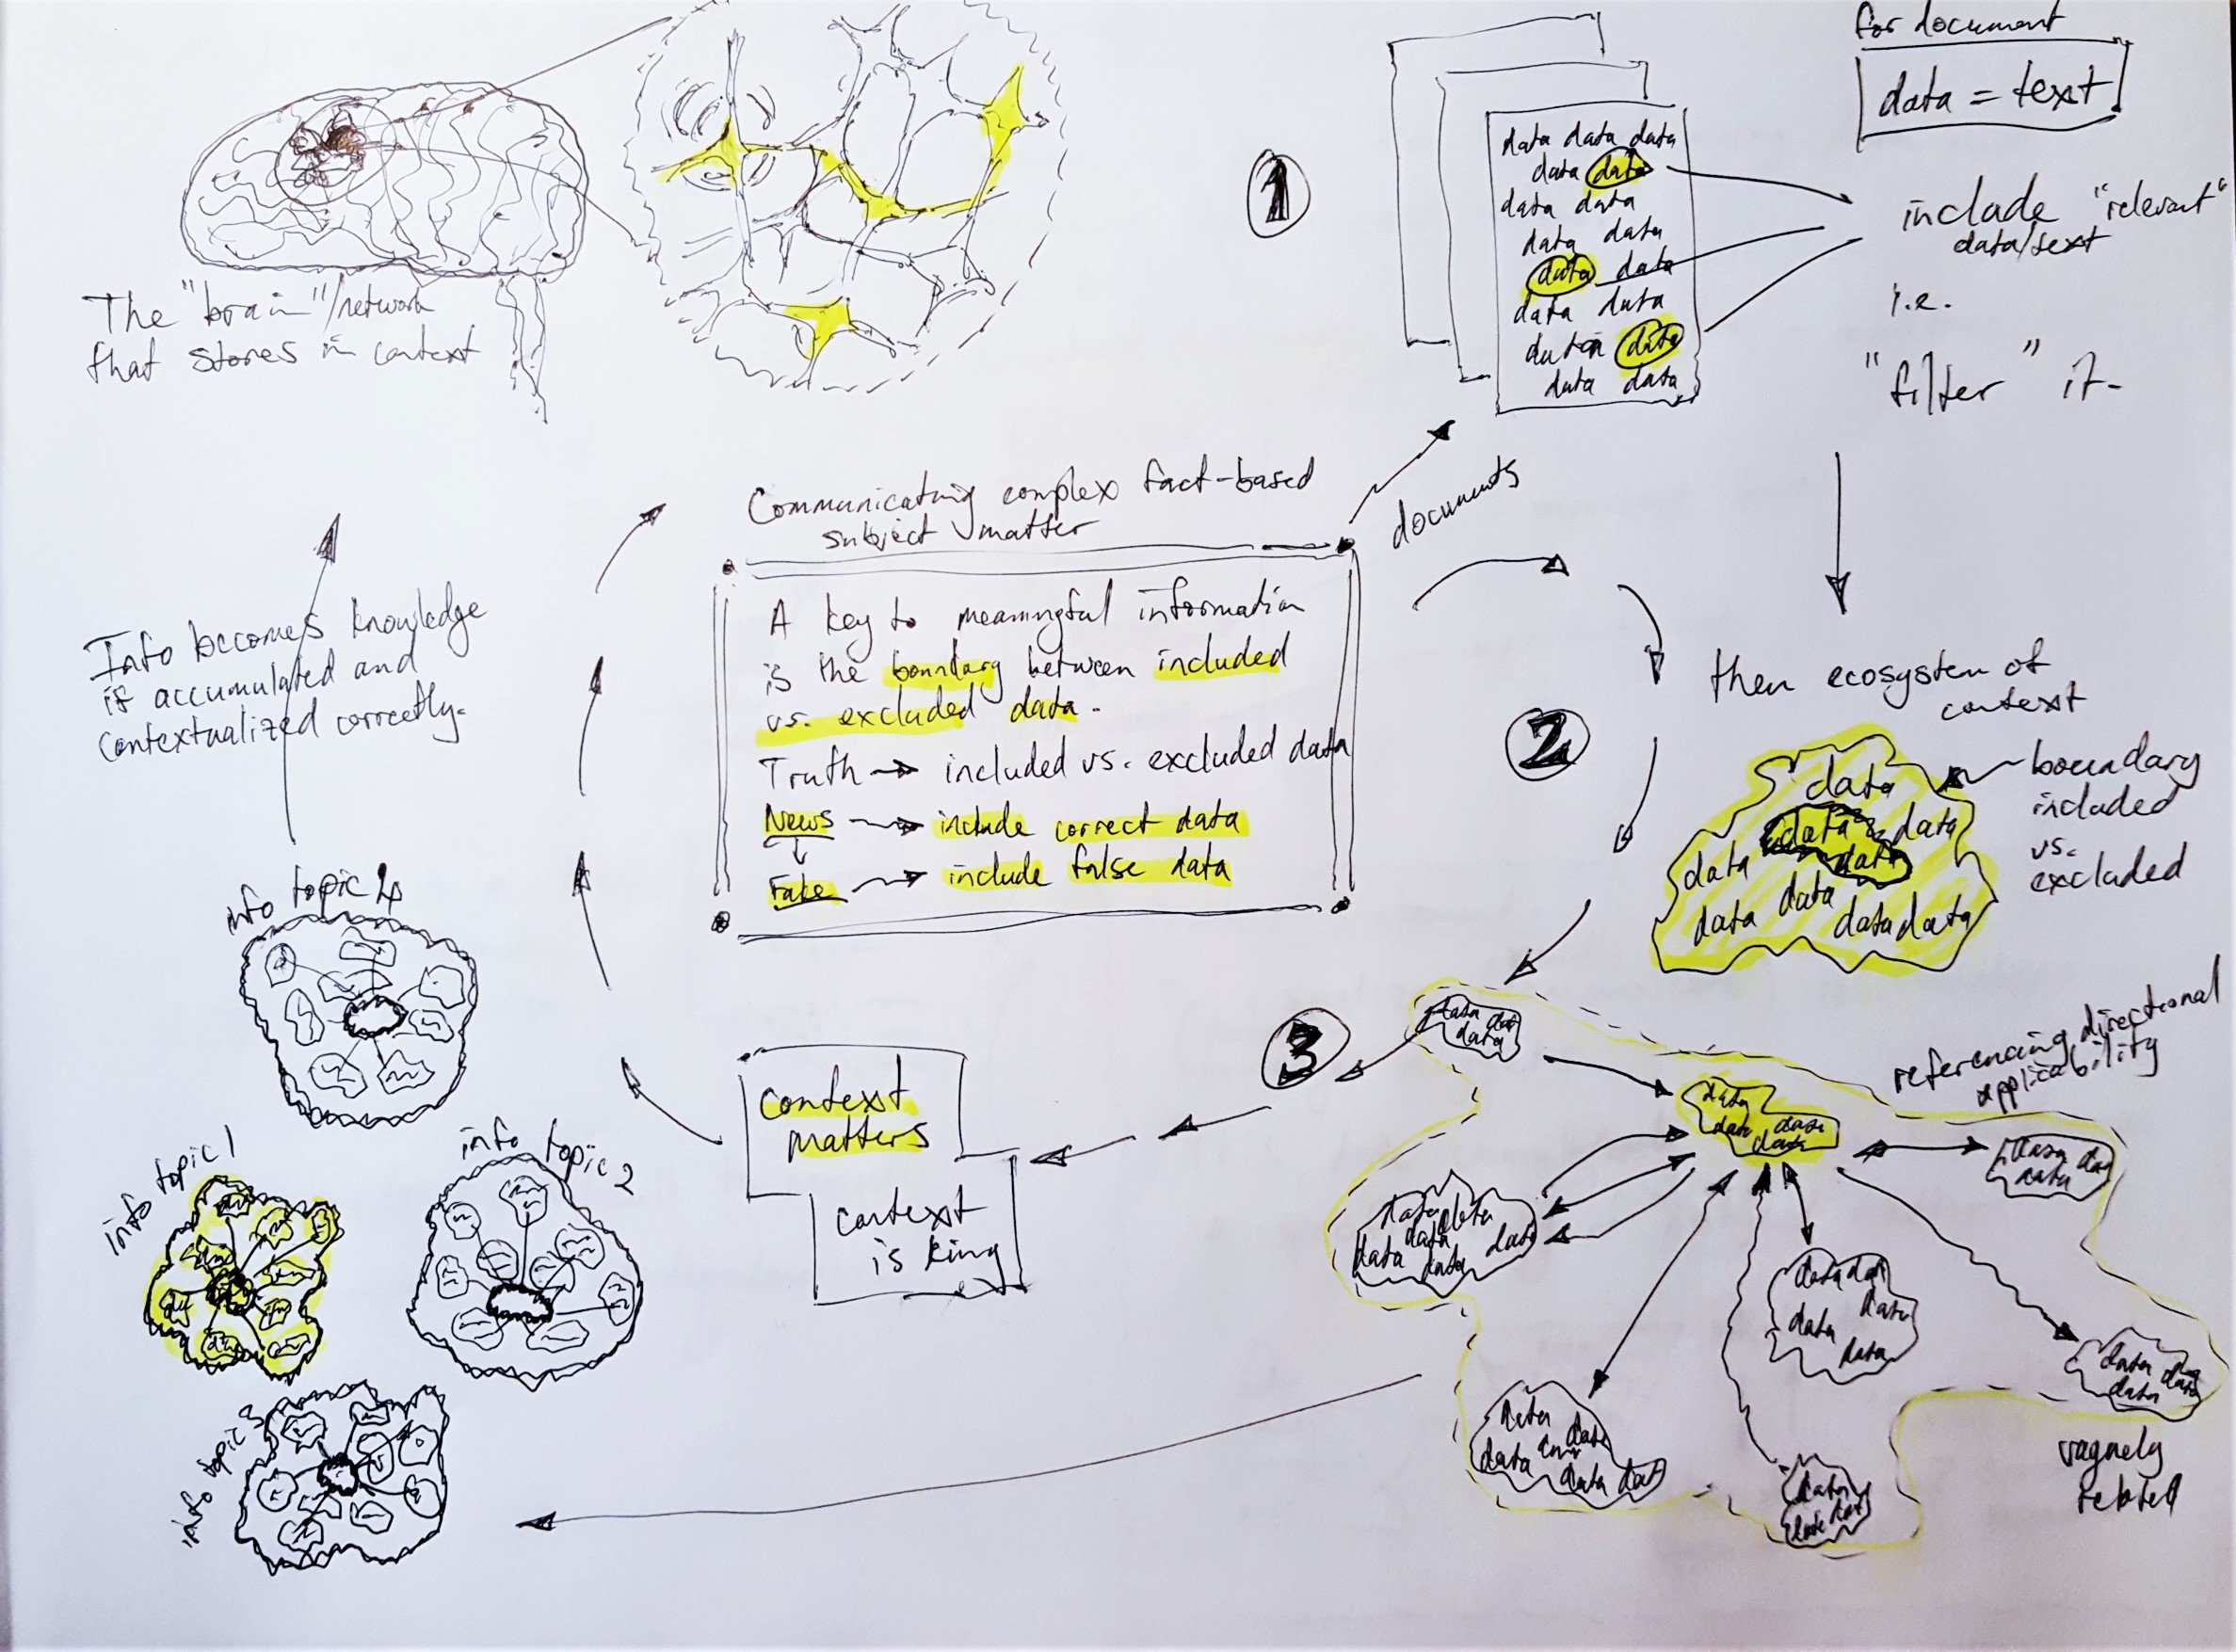 for document
data = text
1
data data data
data data
data data
data data
data data
data data
data
data data
include "relevant"
data/text
i.e.
"filter" it
The "brain"/network
that stores in context
Communicating complex fact-based
subject matter
documents
A key to meaningful information
is the boundary between included
vs. excluded data.
Truth → included vs. excluded data
News → include correct data
↓
Fake → include false data
Info becomes knowledge
if accumulated and
contextualized correctly.
then ecosystem of
context
2
boundary
included
vs.
excluded
data
data data
data data
data
data data data
3
referencing directional
applicability
data
data
data
data
data
data
data
data
data data
data
data data
data data
data
data
data
data
data
data
data
data
data
data
data
vaguely
related
context
matters
context
is king
info topic 4
info topic 1
info topic 2
info topic 3